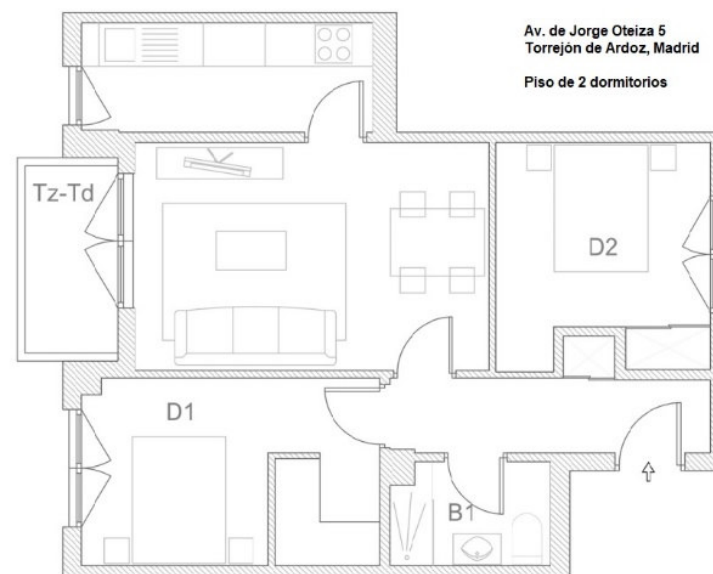 Av. de Jorge Oteiza 5
Torrejón de Ardoz, Madrid
Piso de 2 dormitorios
Tz-Td
D2
D1
B1